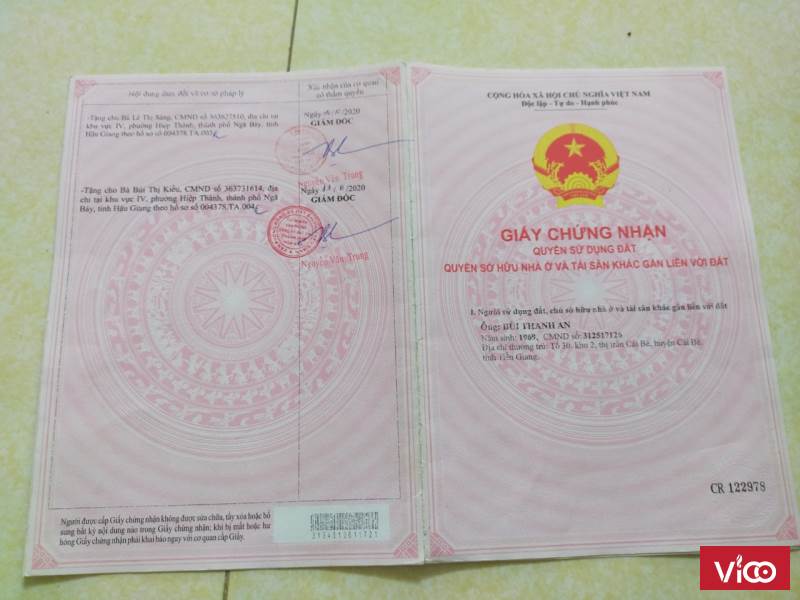 Nội dung thay đổi và cơ sở pháp lý
Xác nhận của cơ quan
có thẩm quyền
-Tặng cho Bà Lê Thị Sáng, CMND số 363627810, địa chỉ tại
khu vực IV, phường Hiệp Thành, thành phố Ngã Bảy, tỉnh
Hậu Giang theo hồ sơ số 004378.TA.003
Ngày /2020
GIÁM ĐỐC
Nguyễn Văn Trung
-Tặng cho Bà Bùi Thị Kiều, CMND số 363731614, địa
chỉ tại khu vực IV, phường Hiệp Thành, thành phố Ngã
Bảy, tỉnh Hậu Giang theo hồ sơ số 004378.TA.004
Ngày /6/2020
GIÁM ĐỐC
Nguyễn Văn Trung
Người được cấp Giấy chứng nhận không được sửa chữa, tẩy xóa hoặc bổ
sung bất kỳ nội dung nào trong Giấy chứng nhận; khi bị mất hoặc hư
hỏng Giấy chứng nhận phải khai báo ngay với cơ quan cấp Giấy.
CỘNG HÒA XÃ HỘI CHỦ NGHĨA VIỆT NAM
Độc lập - Tự do - Hạnh phúc
GIẤY CHỨNG NHẬN
QUYỀN SỬ DỤNG ĐẤT
QUYỀN SỞ HỮU NHÀ Ở VÀ TÀI SẢN KHÁC GẮN LIỀN VỚI ĐẤT
I. Người sử dụng đất, chủ sở hữu nhà ở và tài sản khác gắn liền với đất
Ông: BÙI THANH AN
Năm sinh: 1969, CMND số: 312517126
Địa chỉ thường trú: Tổ 30, khu 2, thị trấn Cái Bè, huyện Cái Bè,
tỉnh Tiền Giang.
CR 122978
ViCO